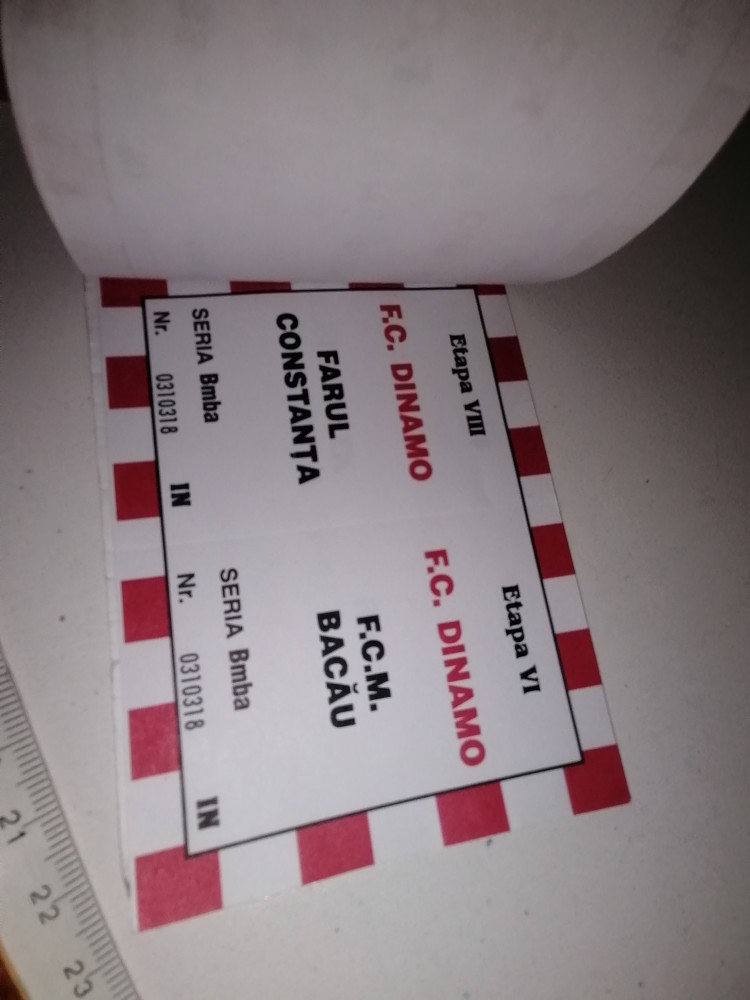 Etapa VIII
F.C. DINAMO
FARUL
CONSTANȚA
SERIA Bmba
Nr. 0310318 IN
Etapa VI
F.C. DINAMO
F.C.M.
BACĂU
SERIA Bmba
Nr. 0310318 IN
21
22
23